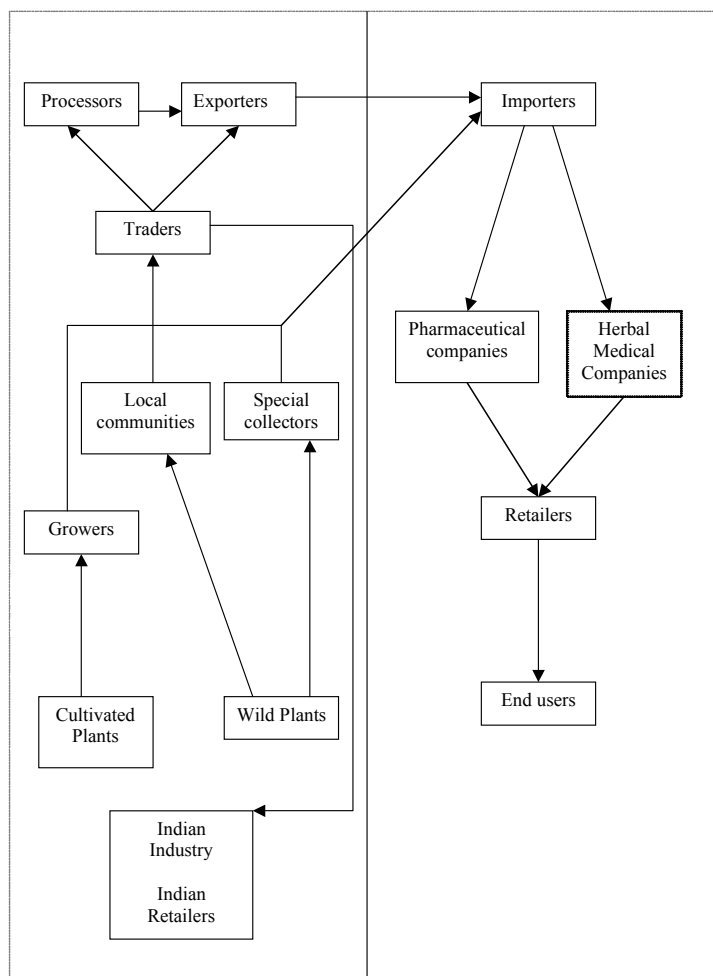 Processors
Exporters
Importers
Traders
Pharmaceutical
companies
Herbal
Medical
Companies
Local
communities
Special
collectors
Growers
Retailers
Cultivated
Plants
Wild Plants
End users
Indian
Industry
Indian
Retailers